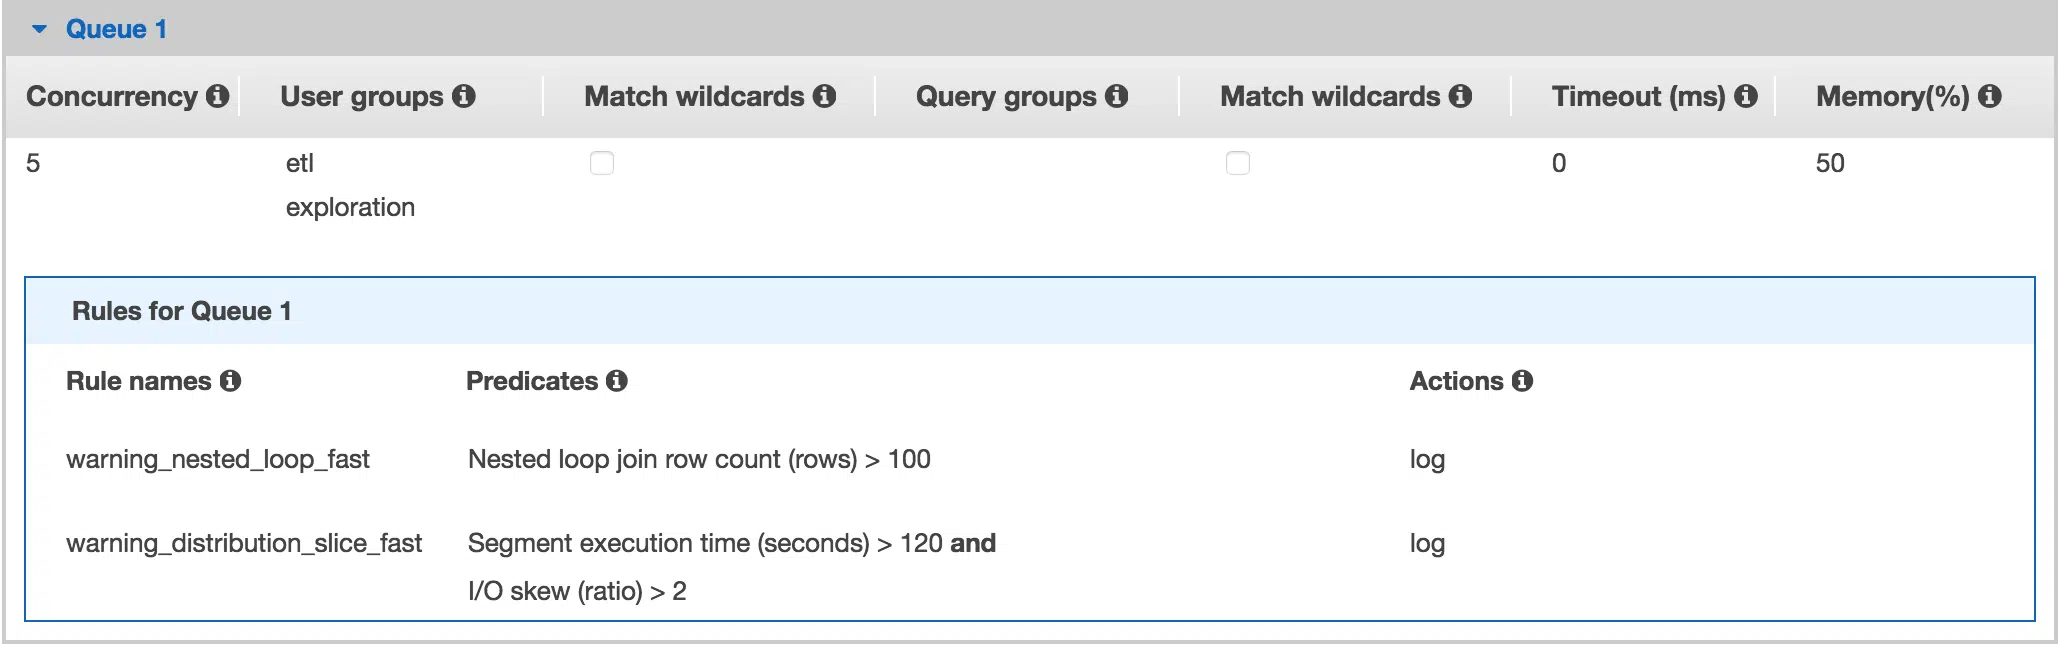 Queue 1
Concurrency User groups Match wildcards Query groups Match wildcards Timeout (ms) Memory(%)
5 etl 0 50
exploration
Rules for Queue 1
Rule names Predicates Actions
warning_nested_loop_fast Nested loop join row count (rows) > 100 log
warning_distribution_slice_fast Segment execution time (seconds) > 120 and log
I/O skew (ratio) > 2